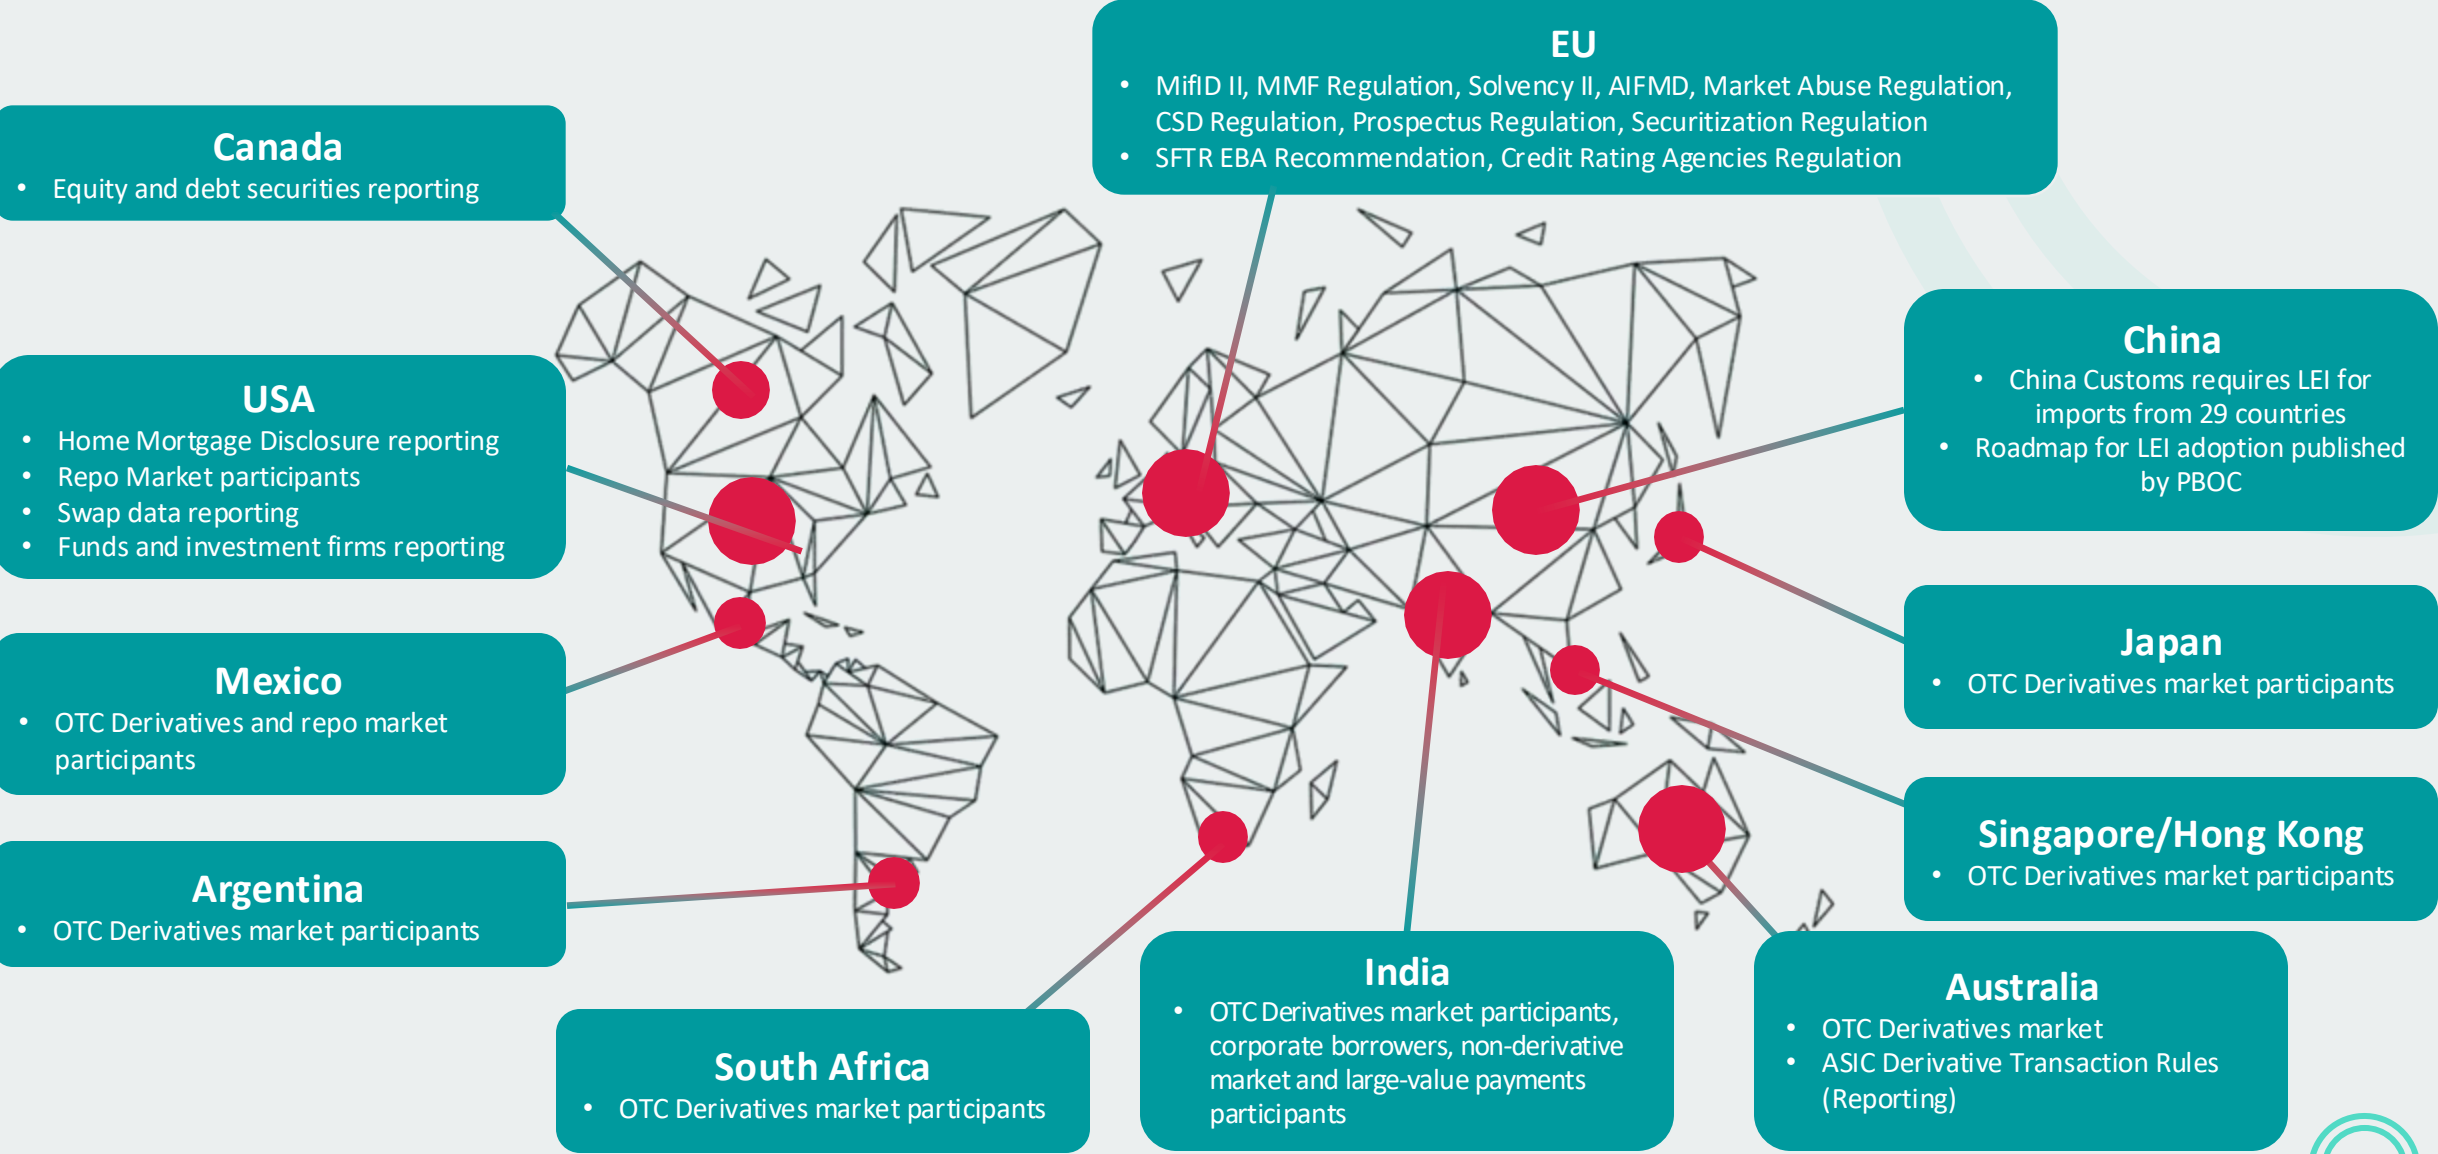 EU
• MifID II, MMF Regulation, Solvency II, AIFMD, Market Abuse Regulation,
CSD Regulation, Prospectus Regulation, Securitization Regulation
• SFTR EBA Recommendation, Credit Rating Agencies Regulation
Canada
• Equity and debt securities reporting
USA
• Home Mortgage Disclosure reporting
• Repo Market participants
• Swap data reporting
• Funds and investment firms reporting
Mexico
• OTC Derivatives and repo market
participants
Argentina
• OTC Derivatives market participants
South Africa
• OTC Derivatives market participants
India
• OTC Derivatives market participants,
corporate borrowers, non-derivative
market and large-value payments
participants
China
• China Customs requires LEI for
imports from 29 countries
• Roadmap for LEI adoption published
by PBOC
Japan
• OTC Derivatives market participants
Singapore/Hong Kong
• OTC Derivatives market participants
Australia
• OTC Derivatives market
• ASIC Derivative Transaction Rules
(Reporting)